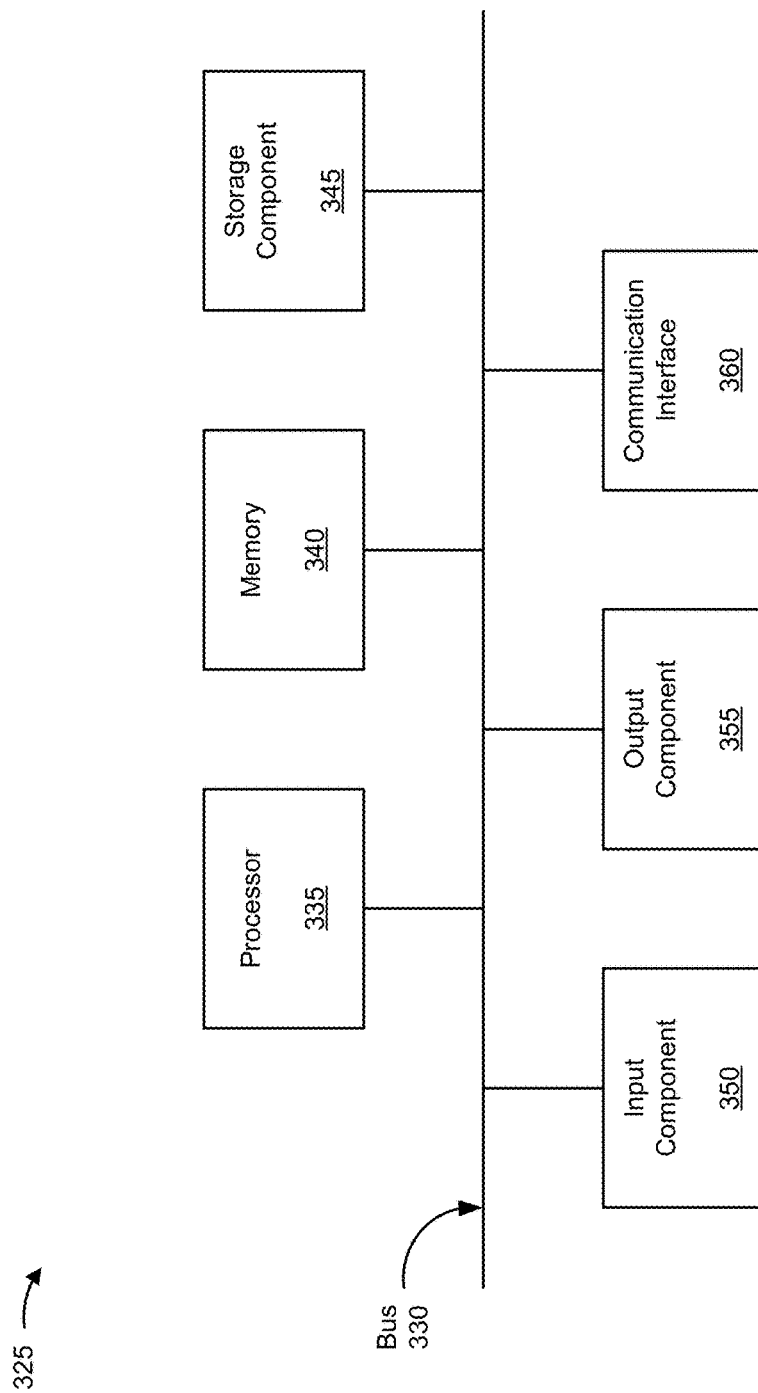 325
Bus
330
Processor
335
Memory
340
Storage
Component
345
Input
Component
350
Output
Component
355
Communication
Interface
360